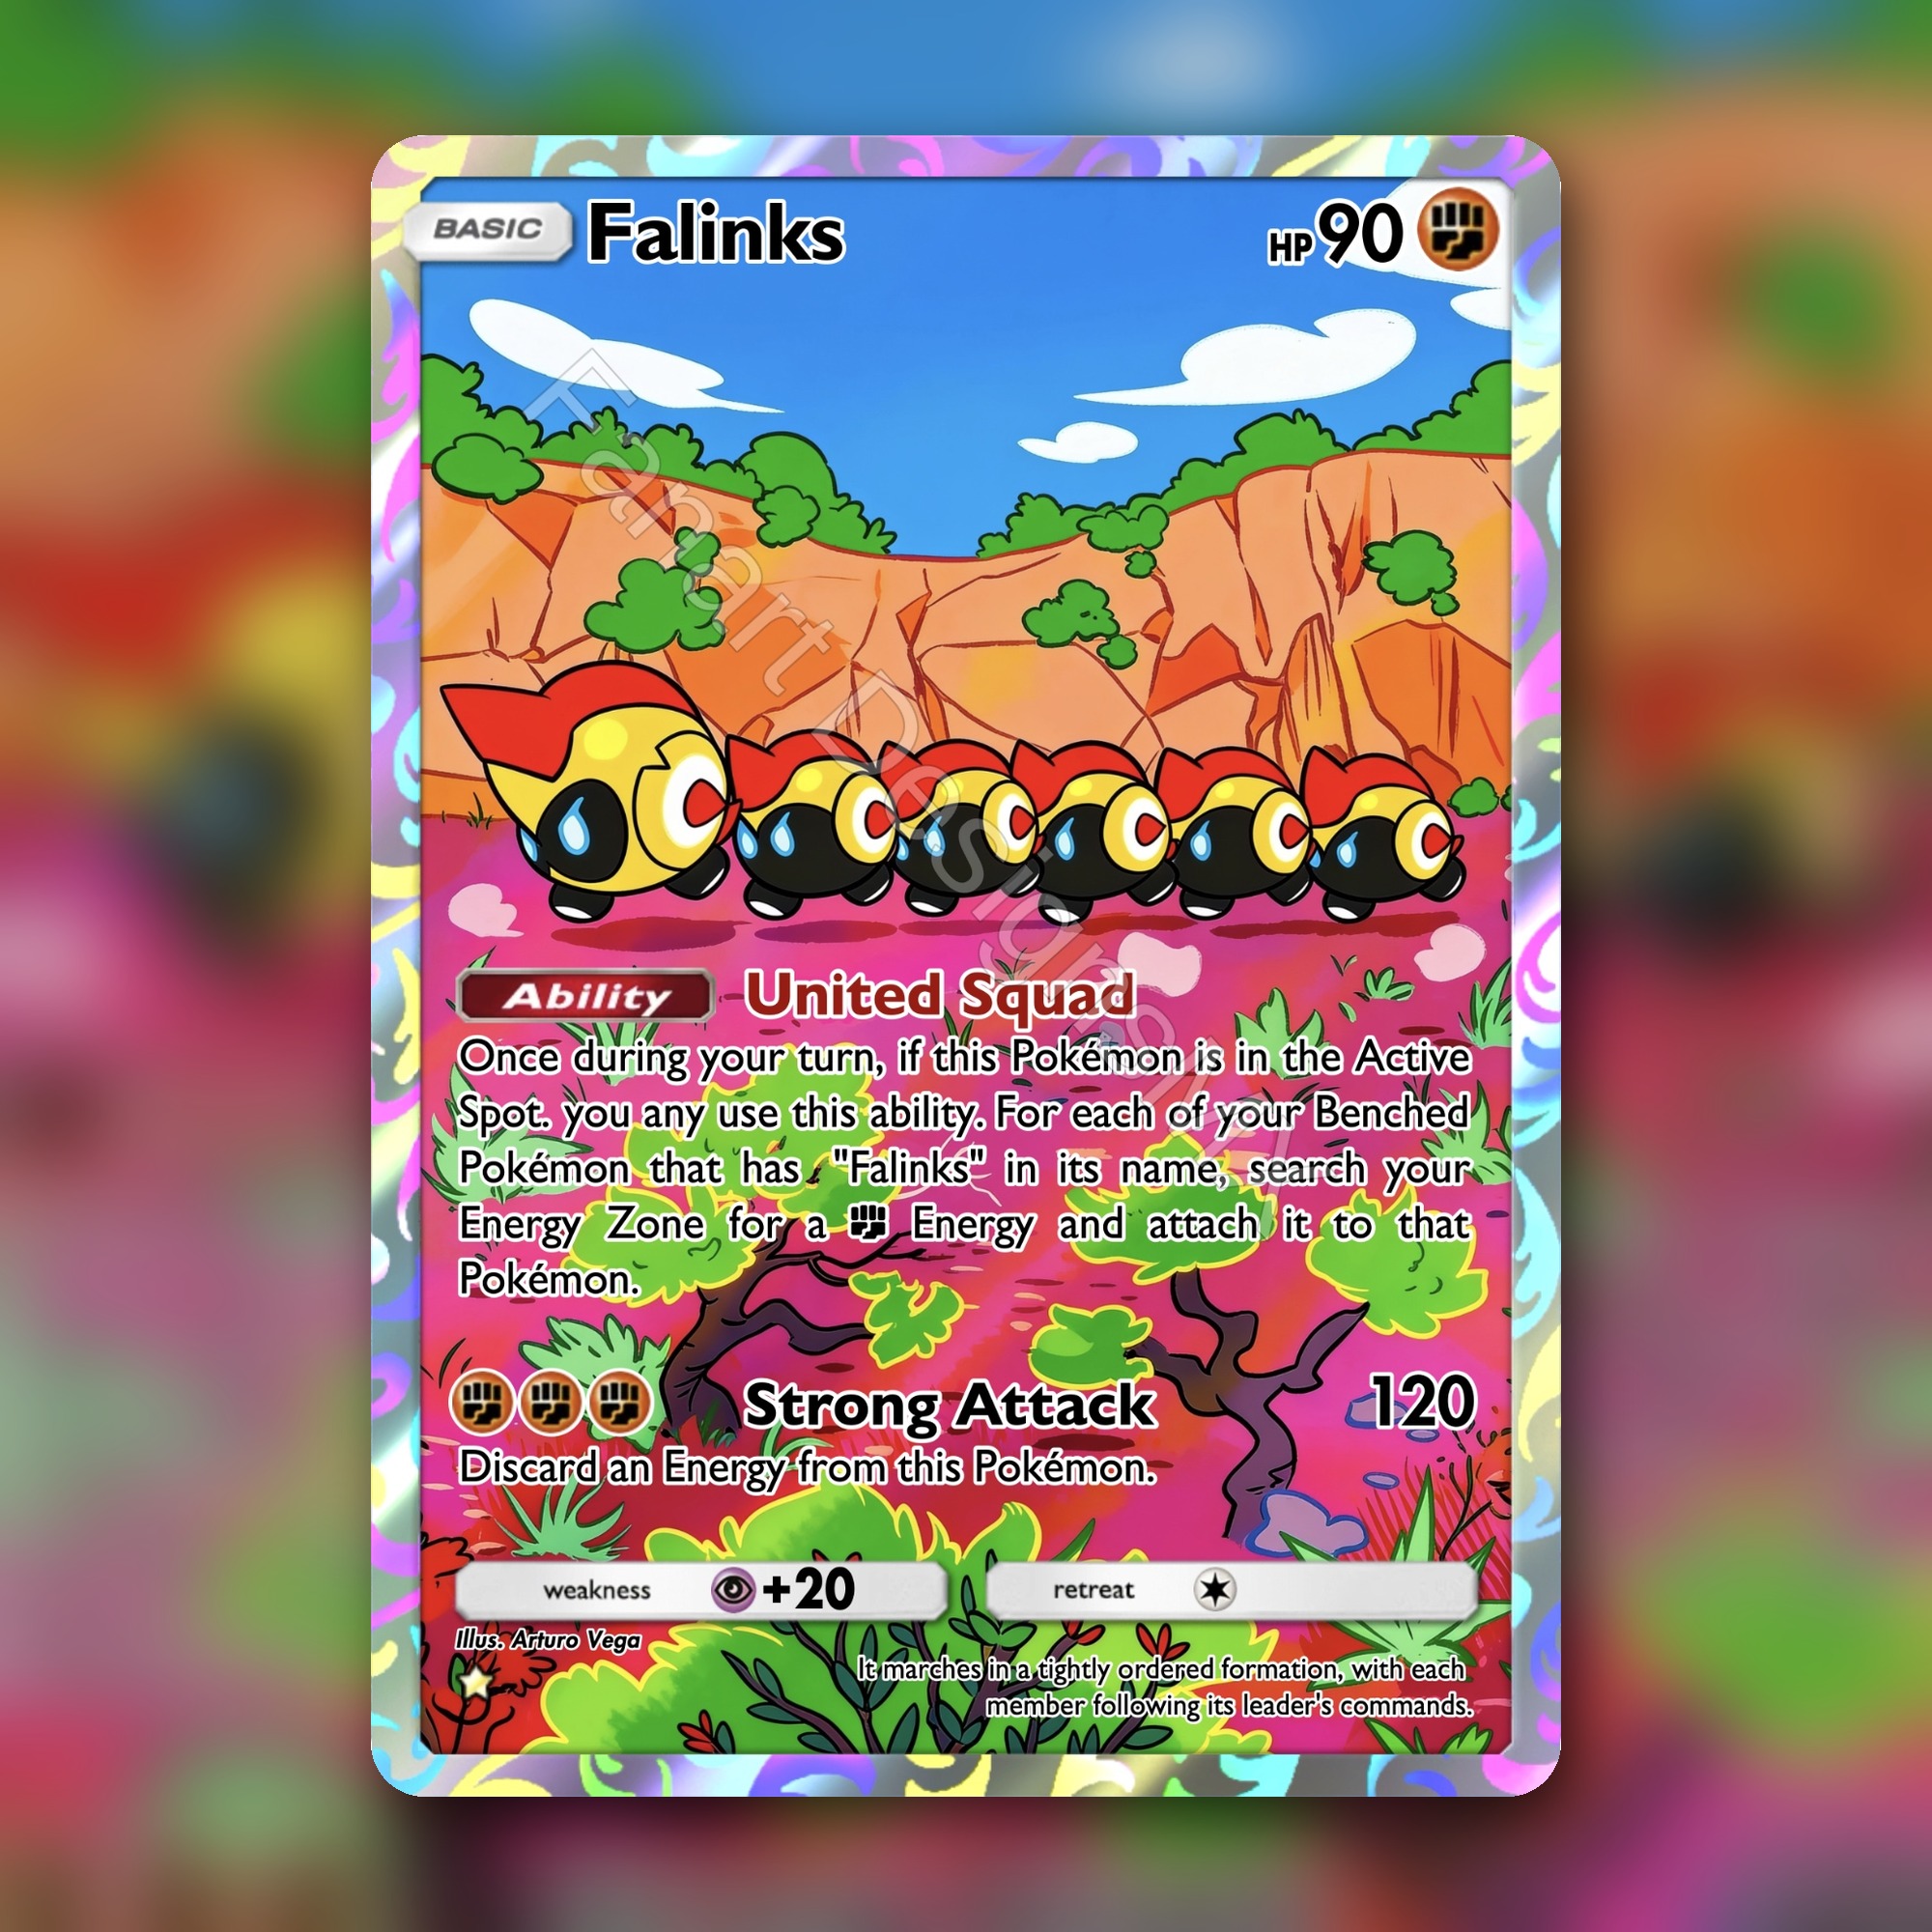 BASIC
Falinks
HP 90
Ability United Squad
Once during your turn, if this Pokémon is in the Active
Spot. you any use this ability. For each of your Benched
Pokémon that has "Falinks" in its name, search your
Energy Zone for a Energy and attach it to that
Pokémon.
Strong Attack 120
Discard an Energy from this Pokémon.
weakness +20
retreat
Illus. Arturo Vega
It marches in a tightly ordered formation, with each
member following its leader's commands.